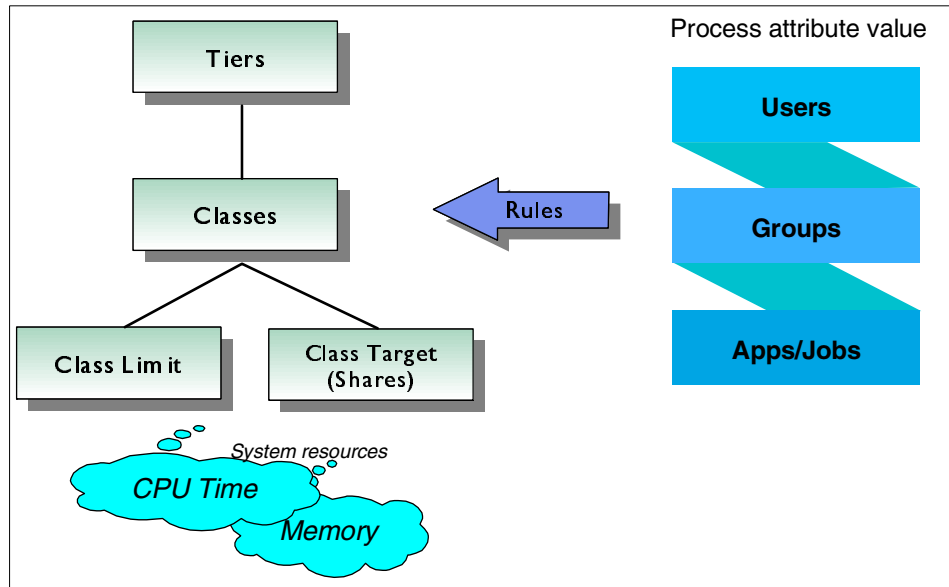 Process attribute value
Tiers
Users
Classes
Rules
Groups
Class Limit
Class Target
(Shares)
Apps/Jobs
System resources
CPU Time
Memory